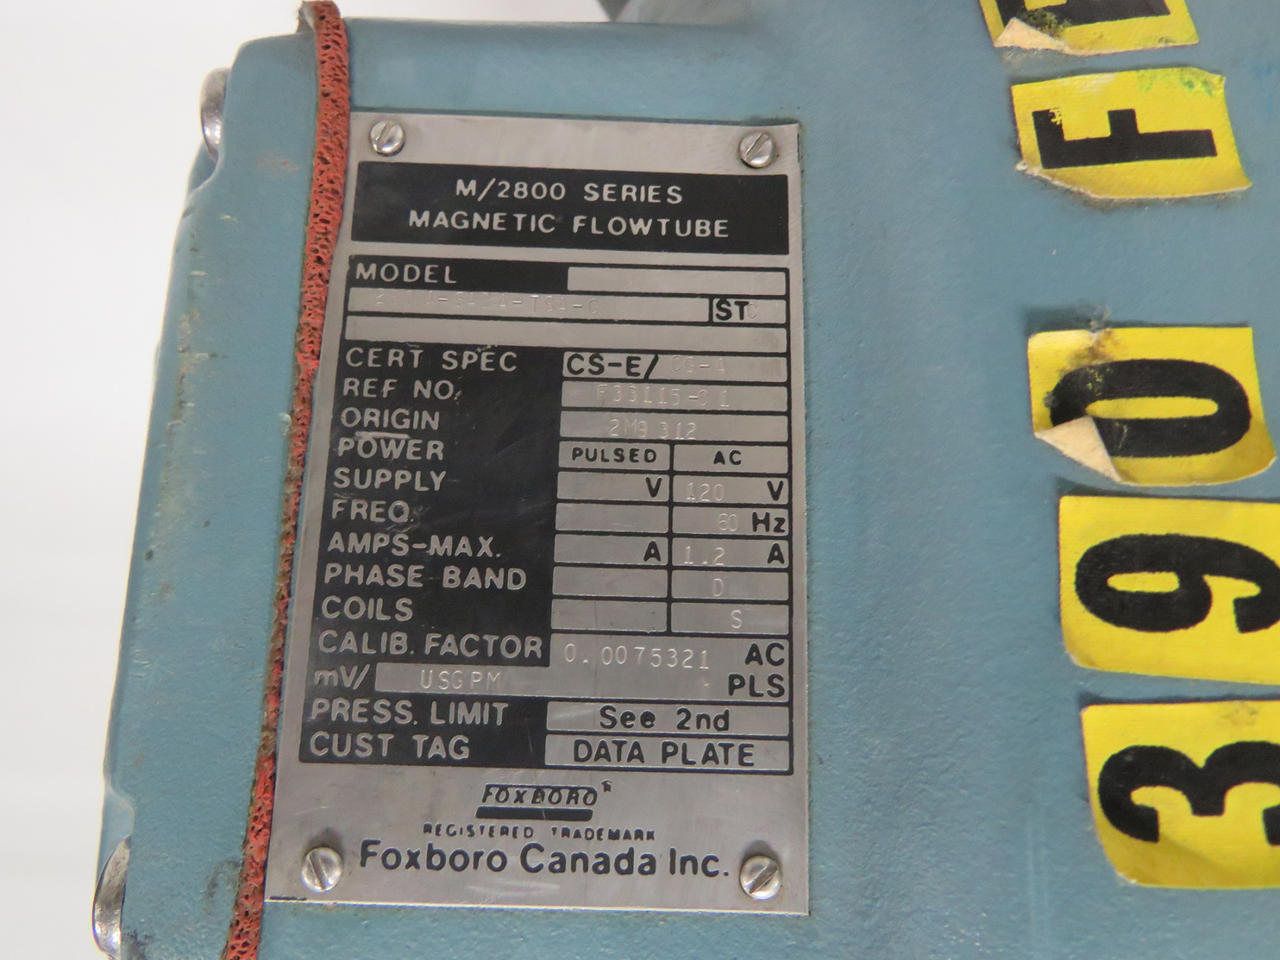 M/2800 SERIES
MAGNETIC FLOWTUBE
MODEL
ST
CERT SPEC CS-E/
REF NO.
ORIGIN 2M9312
POWER PULSED AC
SUPPLY V 120 V
FREQ. 60 Hz
AMPS-MAX. A 1.2 A
PHASE BAND D
COILS S
CALIB. FACTOR 0.0075321 AC
mV/ USGPM PLS
PRESS. LIMIT See 2nd
CUST TAG DATA PLATE
FOXBORO R
REGISTERED TRADEMARK
Foxboro Canada Inc.
F
0
9
3